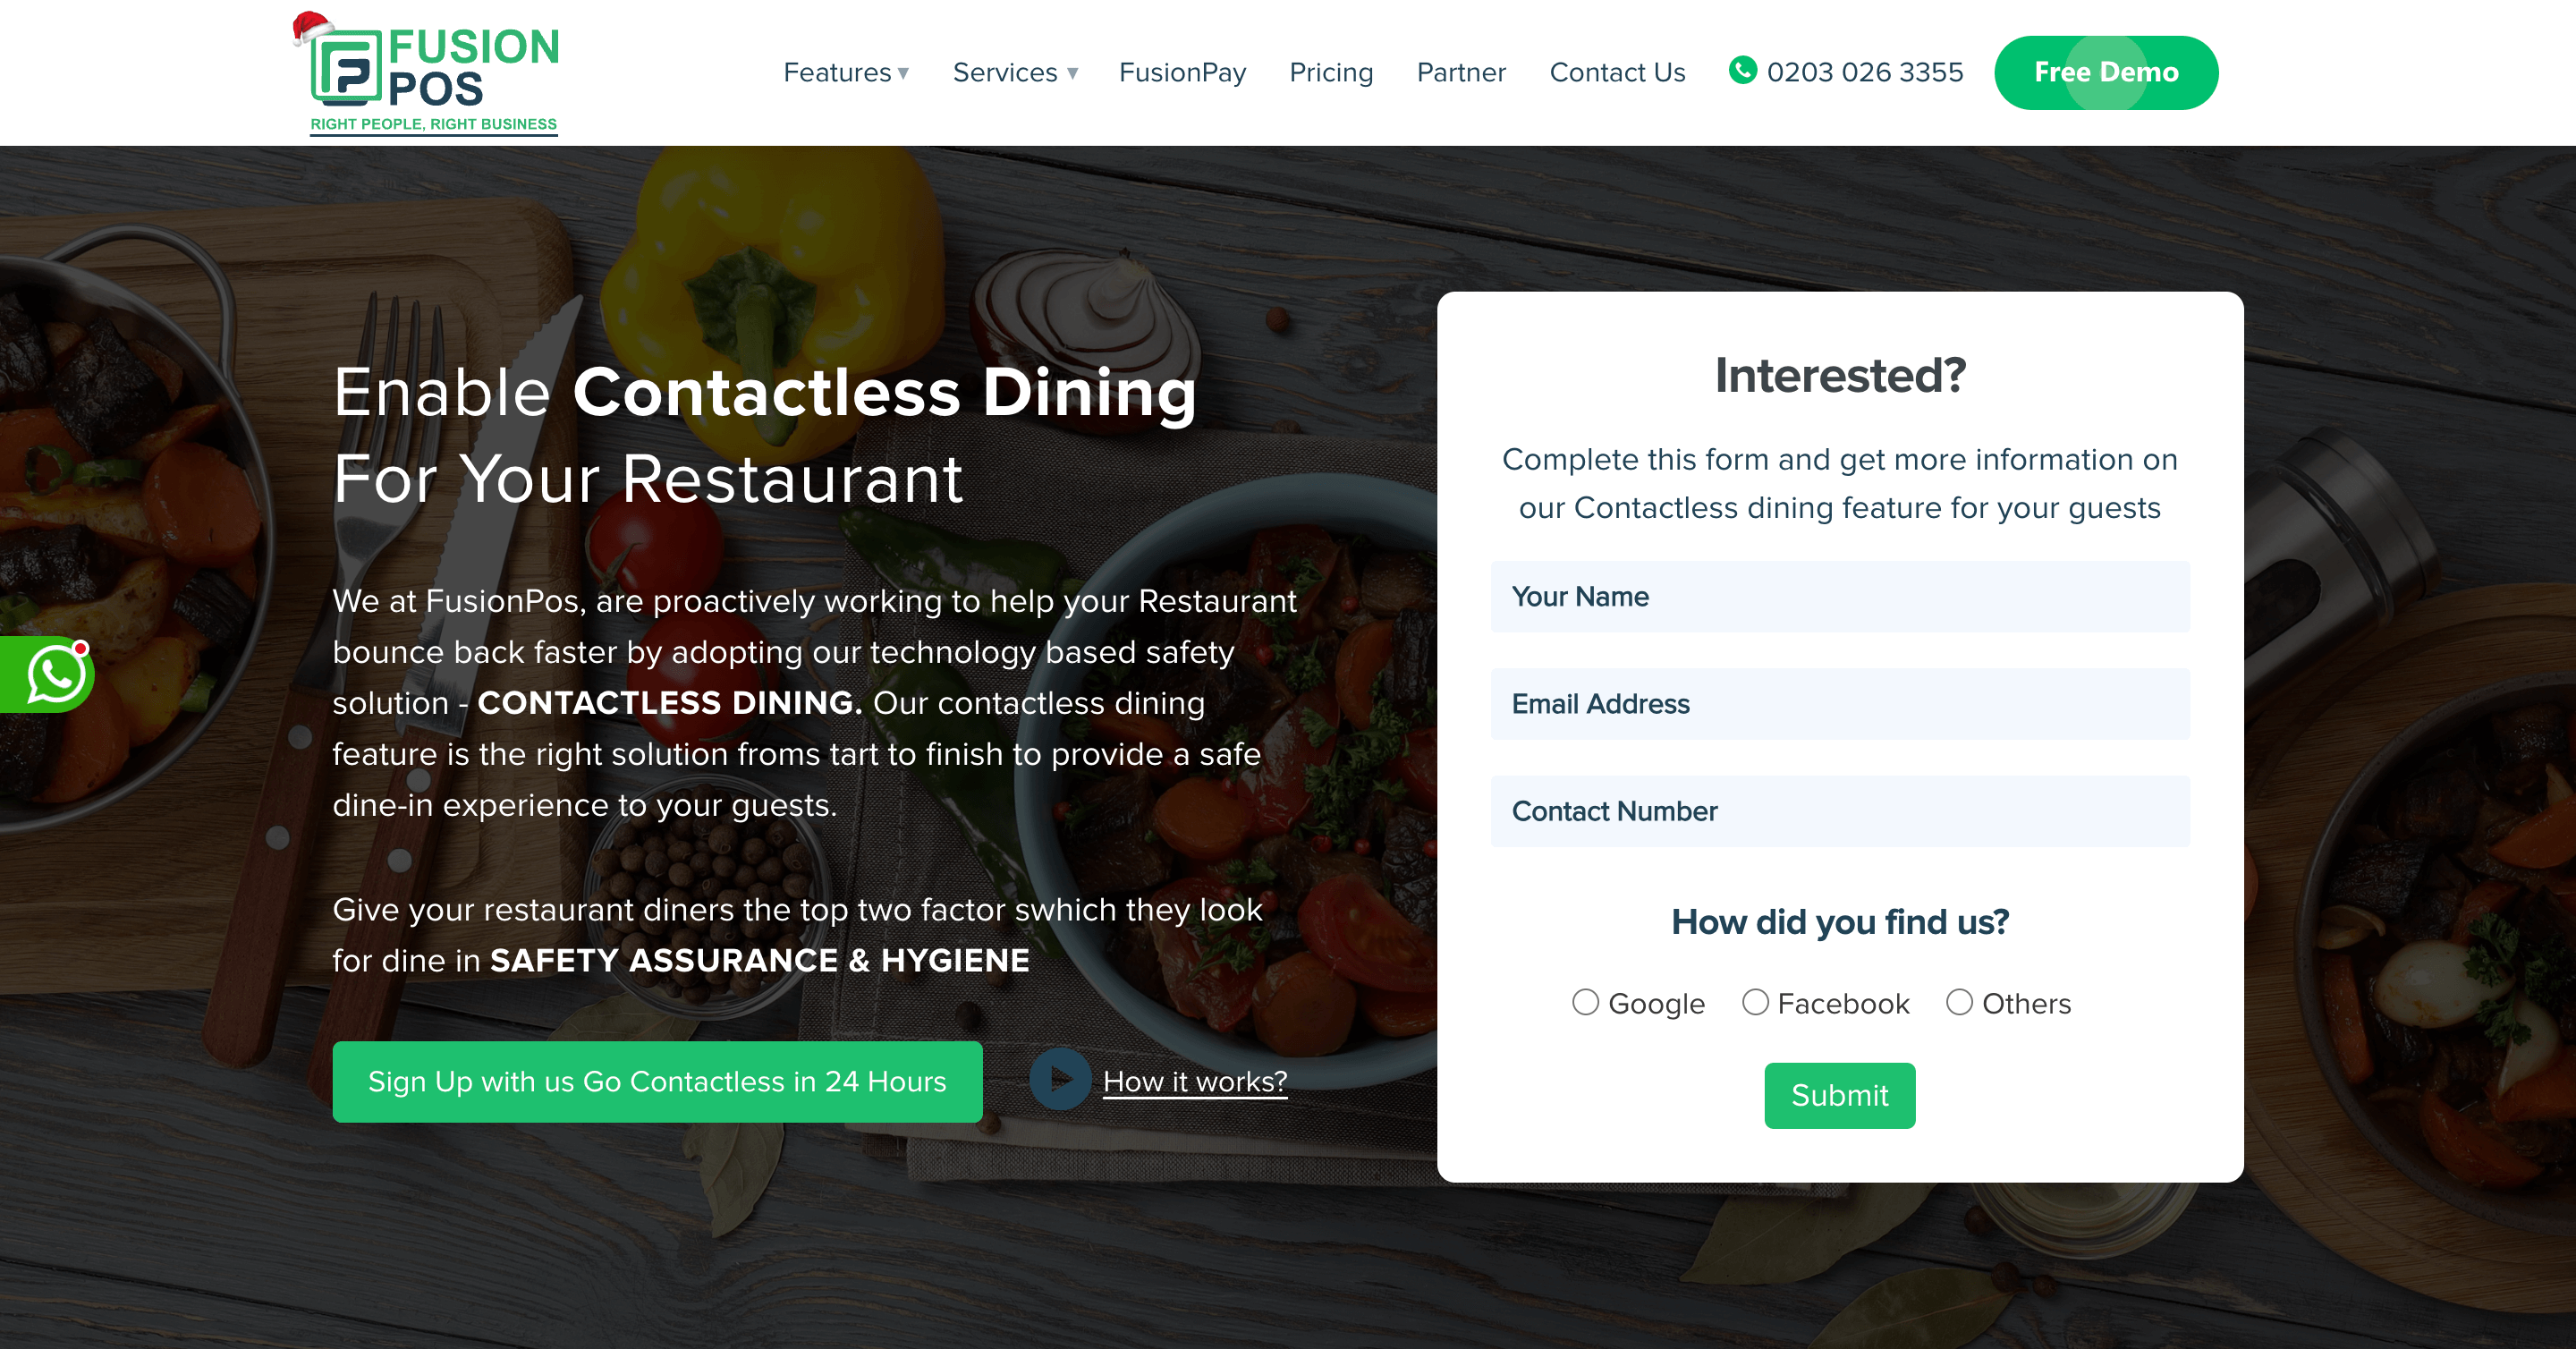 FUSION
POS
RIGHT PEOPLE, RIGHT BUSINESS
Features
Services
FusionPay
Pricing
Partner
Contact Us
0203 026 3355
Free Demo
Enable Contactless Dining
For Your Restaurant
We at FusionPos, are proactively working to help your Restaurant
bounce back faster by adopting our technology based safety
solution - CONTACTLESS DINING. Our contactless dining
feature is the right solution froms tart to finish to provide a safe
dine-in experience to your guests.
Give your restaurant diners the top two factor swhich they look
for dine in SAFETY ASSURANCE & HYGIENE
Sign Up with us Go Contactless in 24 Hours
How it works?
Interested?
Complete this form and get more information on
our Contactless dining feature for your guests
Your Name
Email Address
Contact Number
How did you find us?
Google
Facebook
Others
Submit